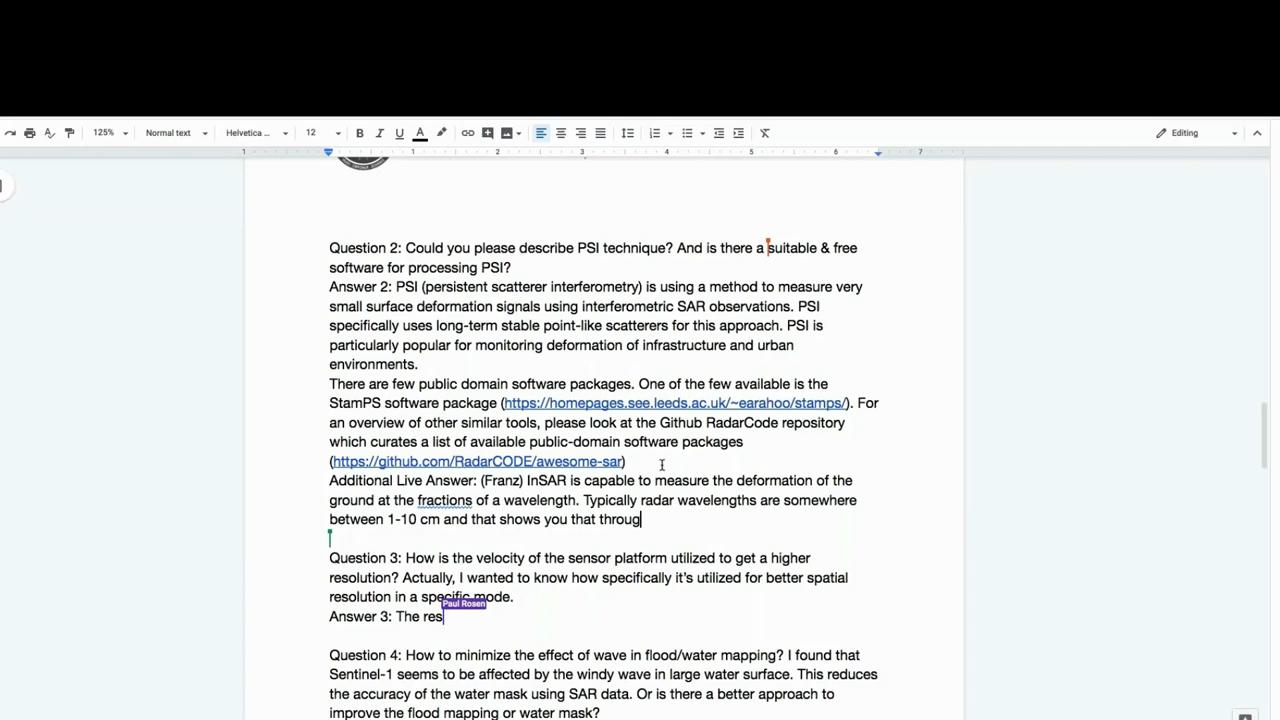 125%
Normal text
Helvetica ...
12
B
I
U
A
Editing
1
1
2
3
4
5
6
7
Question 2: Could you please describe PSI technique? And is there a suitable & free
software for processing PSI?
Answer 2: PSI (persistent scatterer interferometry) is using a method to measure very
small surface deformation signals using interferometric SAR observations. PSI
specifically uses long-term stable point-like scatterers for this approach. PSI is
particularly popular for monitoring deformation of infrastructure and urban
environments.
There are few public domain software packages. One of the few available is the
StamPS software package (https://homepages.see.leeds.ac.uk/~earahoo/stamps/). For
an overview of other similar tools, please look at the Github RadarCode repository
which curates a list of available public-domain software packages
(https://github.com/RadarCODE/awesome-sar)
Additional Live Answer: (Franz) InSAR is capable to measure the deformation of the
ground at the fractions of a wavelength. Typically radar wavelengths are somewhere
between 1-10 cm and that shows you that throug
Question 3: How is the velocity of the sensor platform utilized to get a higher
resolution? Actually, I wanted to know how specifically it's utilized for better spatial
resolution in a specific mode.
Paul Rosen
Answer 3: The res
Question 4: How to minimize the effect of wave in flood/water mapping? I found that
Sentinel-1 seems to be affected by the windy wave in large water surface. This reduces
the accuracy of the water mask using SAR data. Or is there a better approach to
improve the flood mapping or water mask?